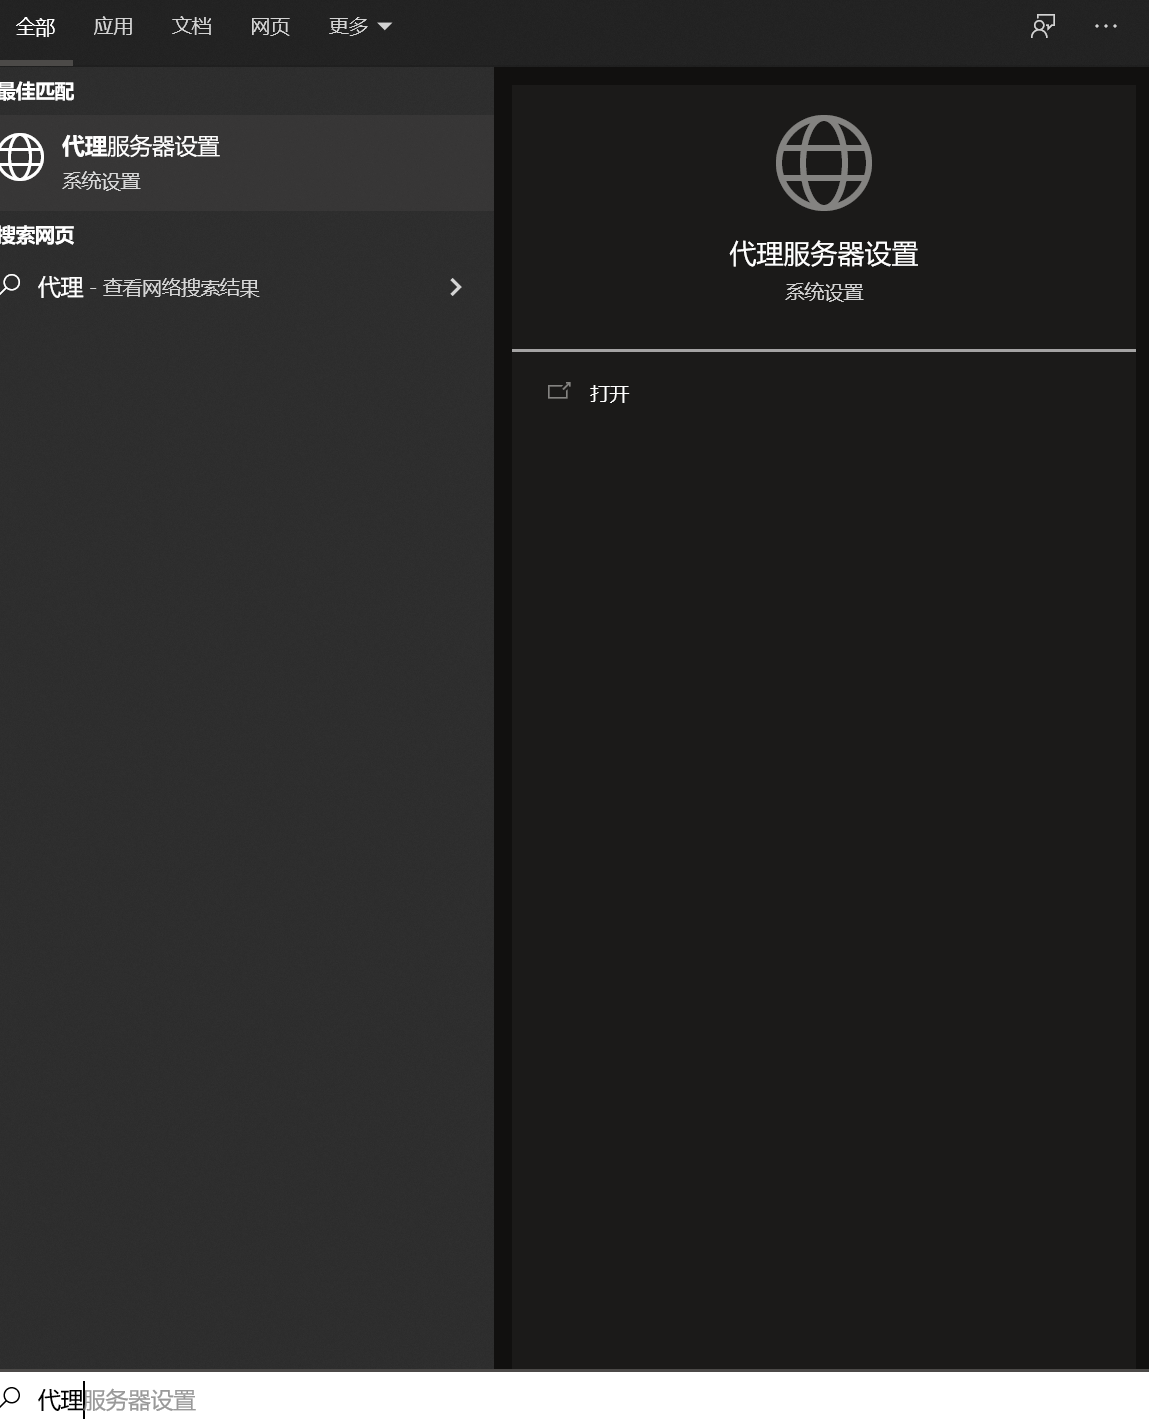 全部 应用 文档 网页 更多
最佳匹配
代理服务器设置
系统设置
搜索网页
代理 - 查看网络搜索结果
代理服务器设置
系统设置
打开
代理服务器设置